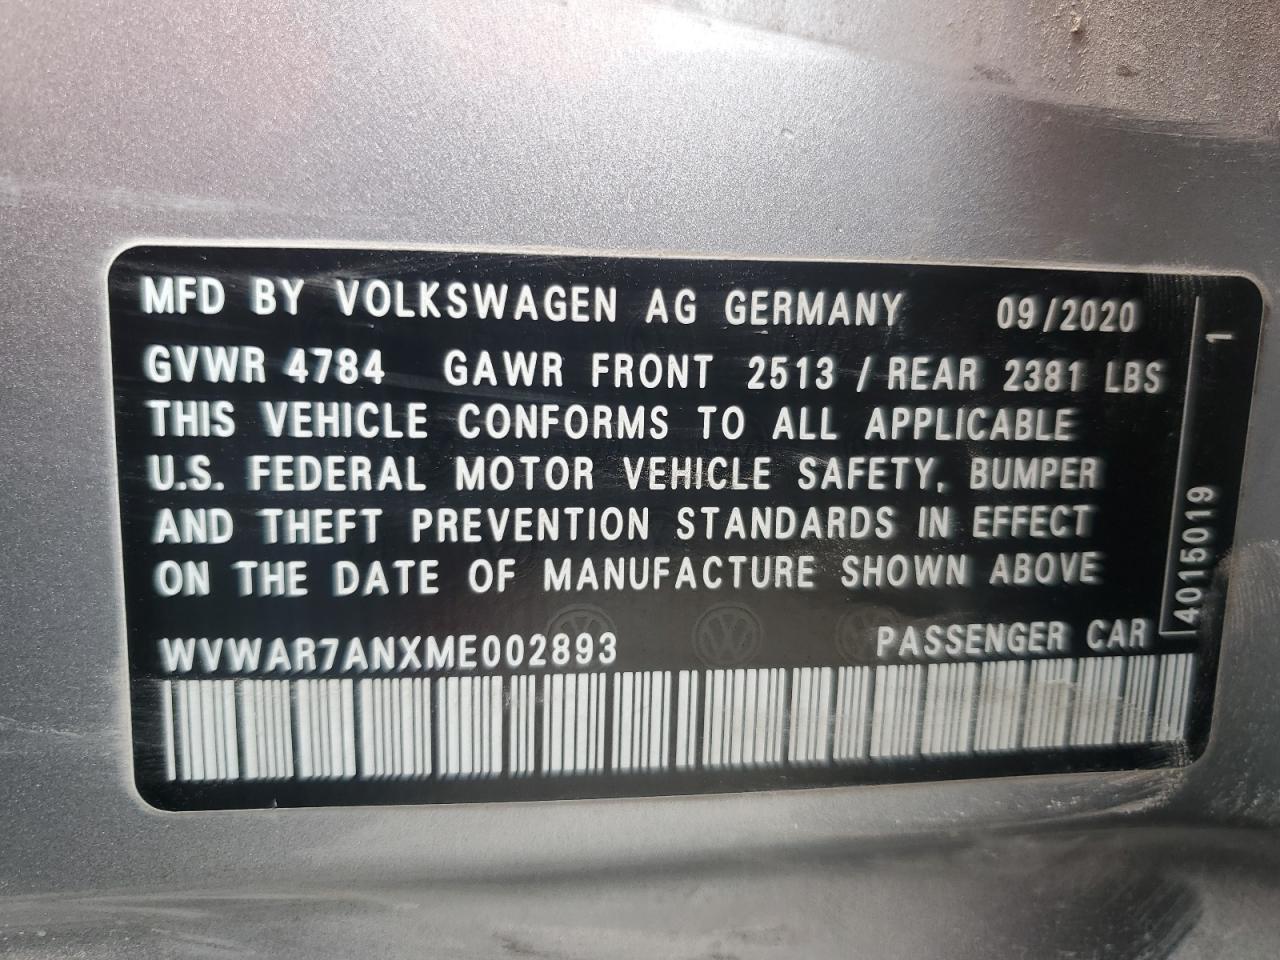 MFD BY VOLKSWAGEN AG GERMANY 09/2020
GVWR 4784 GAWR FRONT 2513 / REAR 2381 LBS
THIS VEHICLE CONFORMS TO ALL APPLICABLE
U.S. FEDERAL MOTOR VEHICLE SAFETY, BUMPER
AND THEFT PREVENTION STANDARDS IN EFFECT
ON THE DATE OF MANUFACTURE SHOWN ABOVE
WVWAR7ANXME002893 PASSENGER CAR
4015019 1